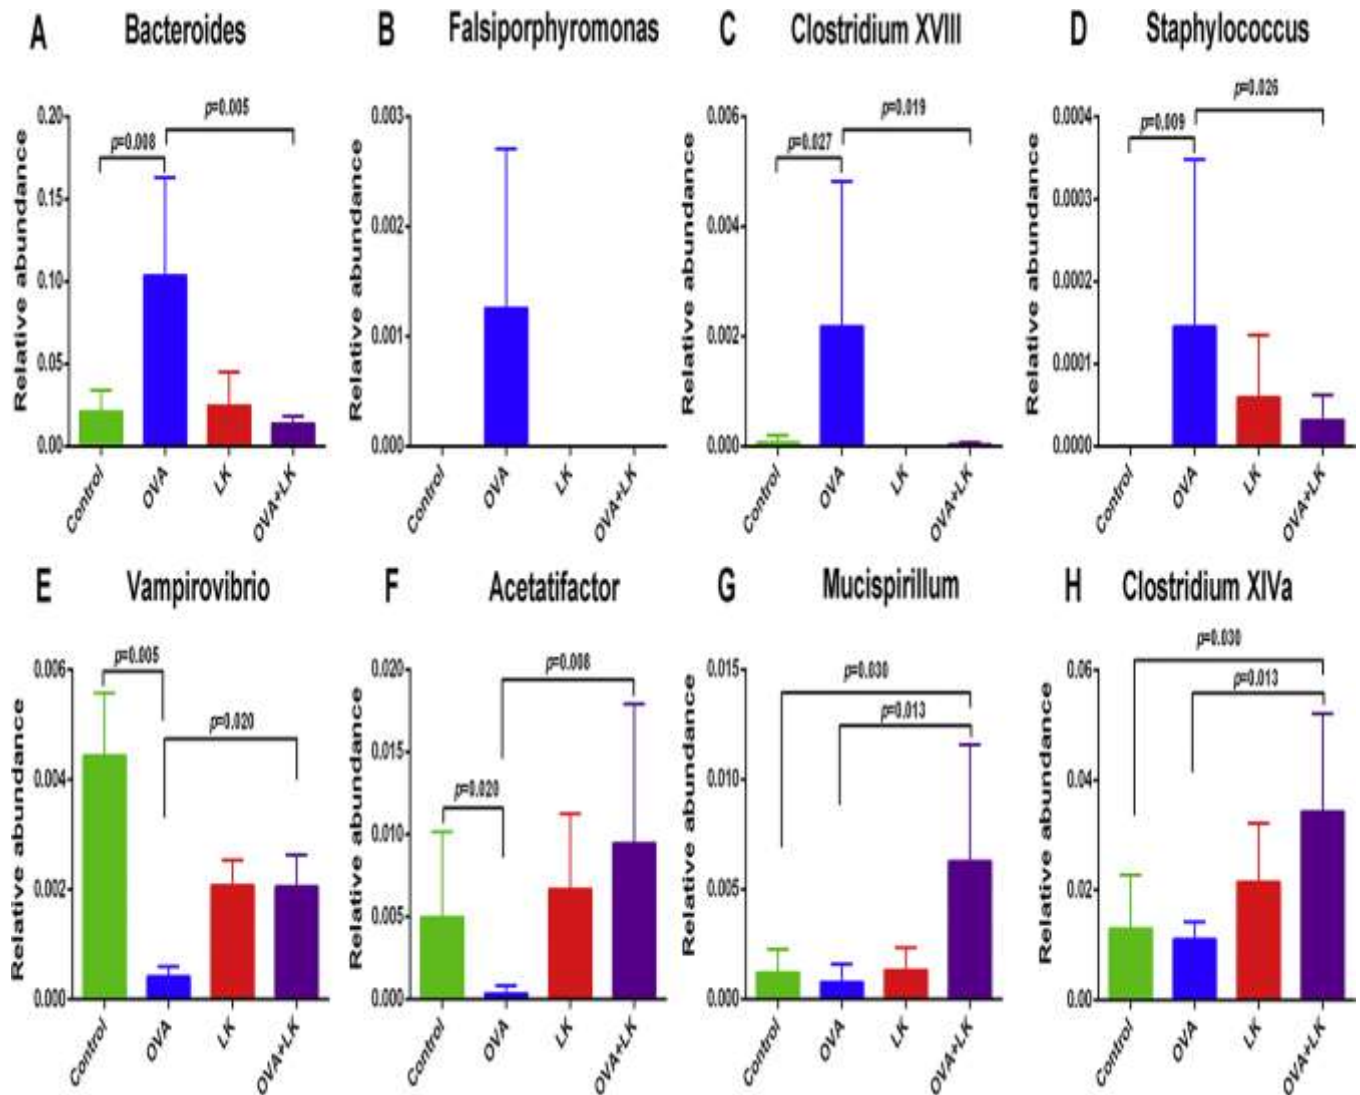 A Bacteroides
Relative abundance
0.20
0.15
0.10
0.05
0.00
p=0.008
p=0.005
Control
OVA
LK
OVA+LK
B Falsiporphyromonas
Relative abundance
0.003
0.002
0.001
0.000
Control
OVA
LK
OVA+LK
C Clostridium XVIII
Relative abundance
0.006
0.004
0.002
0.000
p=0.027
p=0.019
Control
OVA
LK
OVA+LK
D Staphylococcus
Relative abundance
0.0004
0.0003
0.0002
0.0001
0.0000
p=0.009
p=0.026
Control
OVA
LK
OVA+LK
E Vampirovibrio
Relative abundance
0.006
0.004
0.002
0.000
p=0.005
p=0.020
Control
OVA
LK
OVA+LK
F Acetatifactor
Relative abundance
0.020
0.015
0.010
0.005
0.000
p=0.020
p=0.008
Control
OVA
LK
OVA+LK
G Mucispirillum
Relative abundance
0.015
0.010
0.005
0.000
p=0.030
p=0.013
Control
OVA
LK
OVA+LK
H Clostridium XIVa
Relative abundance
0.06
0.04
0.02
0.00
p=0.030
p=0.013
Control
OVA
LK
OVA+LK